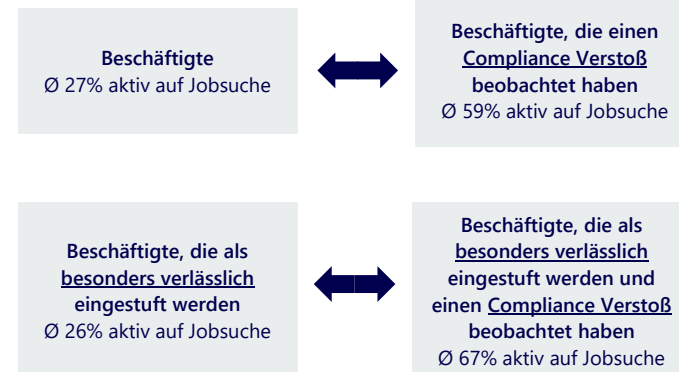 Beschäftigte
Ø 27% aktiv auf Jobsuche
Beschäftigte, die einen
Compliance Verstoß
beobachtet haben
Ø 59% aktiv auf Jobsuche
Beschäftigte, die als
besonders verlässlich
eingestuft werden
Ø 26% aktiv auf Jobsuche
Beschäftigte, die als
besonders verlässlich
eingestuft werden und
einen Compliance Verstoß
beobachtet haben
Ø 67% aktiv auf Jobsuche